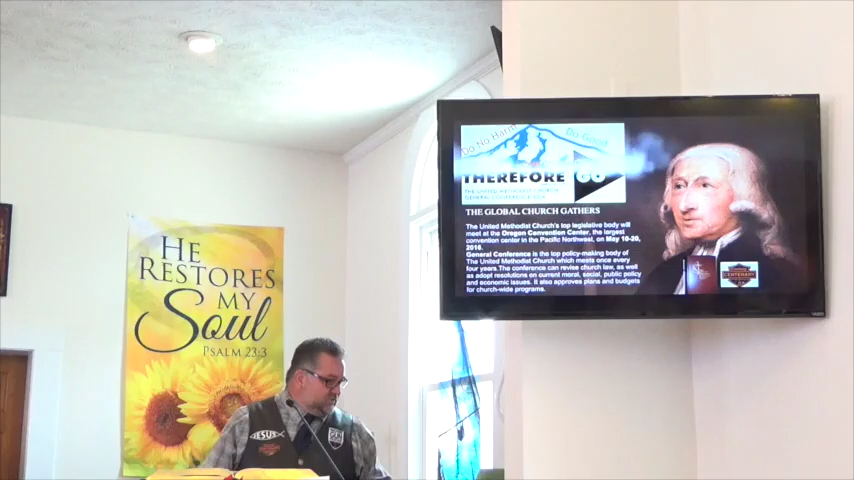 HE
RESTORES
MY
Soul
PSALM 23:3
JESUS
Do No Harm
Do Good
THEREFORE GO
THE UNITED METHODIST CHURCH
GENERAL CONFERENCE 2016
THE GLOBAL CHURCH GATHERS
The United Methodist Church's top legislative body will
meet at the Oregon Convention Center, the largest
convention center in the Pacific Northwest, on May 10-20,
2016.
General Conference is the top policy-making body of
The United Methodist Church which meets once every
four years.The conference can revise church law, as well
as adopt resolutions on current moral, social, public policy
and economic issues. It also approves plans and budgets
for church-wide programs.
CENTENARY